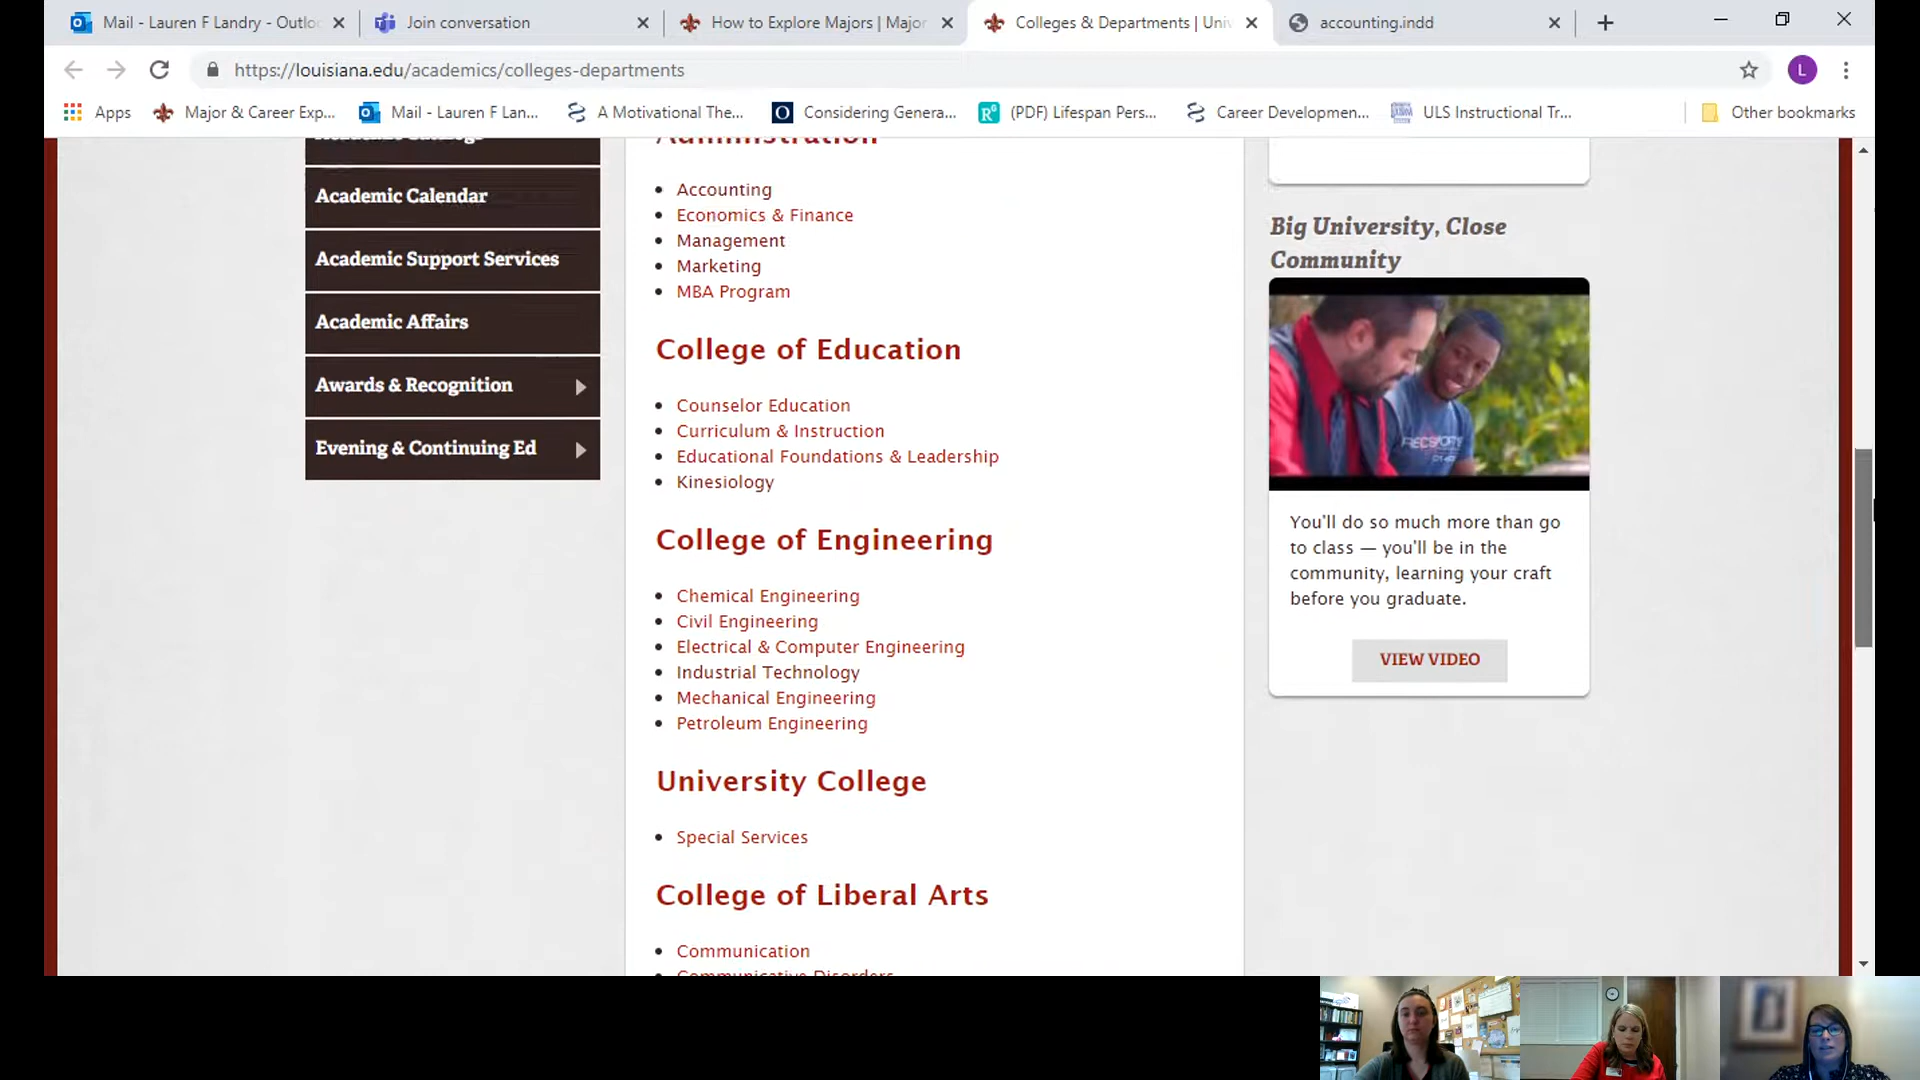 Mail - Lauren F Landry - Outlo
Join conversation
How to Explore Majors | Major
Colleges & Departments | Univ
accounting.indd
https://louisiana.edu/academics/colleges-departments
L
Apps
Major & Career Exp...
Mail - Lauren F Lan...
A Motivational The...
Considering Genera...
(PDF) Lifespan Pers...
Career Developmen...
ULS Instructional Tr...
Other bookmarks
Academic Calendar
Academic Support Services
Academic Affairs
Awards & Recognition
Evening & Continuing Ed
Administration
Accounting
Economics & Finance
Management
Marketing
MBA Program
College of Education
Counselor Education
Curriculum & Instruction
Educational Foundations & Leadership
Kinesiology
College of Engineering
Chemical Engineering
Civil Engineering
Electrical & Computer Engineering
Industrial Technology
Mechanical Engineering
Petroleum Engineering
University College
Special Services
College of Liberal Arts
Communication
Communicative Disorders
Big University, Close
Community
You'll do so much more than go
to class — you'll be in the
community, learning your craft
before you graduate.
VIEW VIDEO